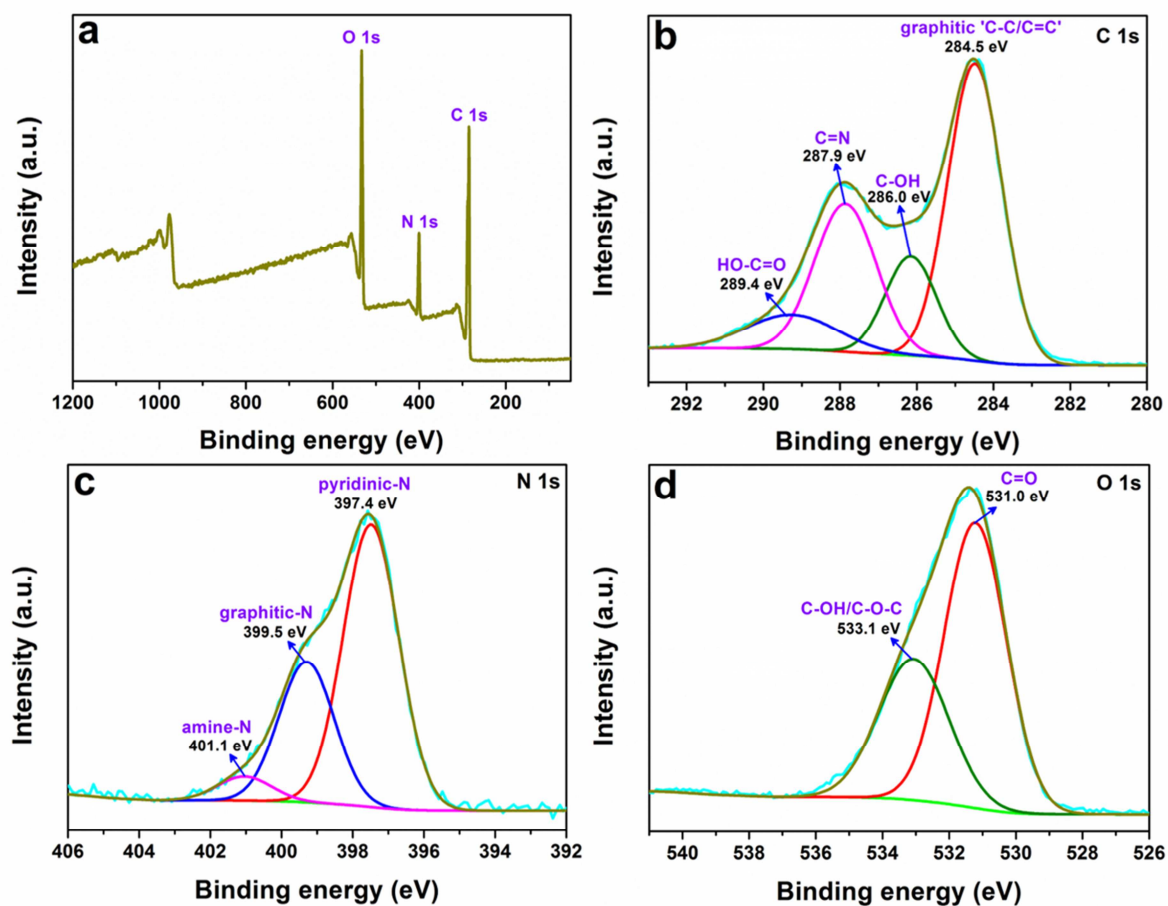 a
O 1s
C 1s
N 1s
Intensity (a.u.)
1200 1000 800 600 400 200
Binding energy (eV)
b
graphitic 'C-C/C=C'
284.5 eV
C 1s
C=N
287.9 eV
C-OH
286.0 eV
HO-C=O
289.4 eV
Intensity (a.u.)
292 290 288 286 284 282 280
Binding energy (eV)
c
pyridinic-N
397.4 eV
N 1s
graphitic-N
399.5 eV
amine-N
401.1 eV
Intensity (a.u.)
406 404 402 400 398 396 394 392
Binding energy (eV)
d
C=O
531.0 eV
O 1s
C-OH/C-O-C
533.1 eV
Intensity (a.u.)
540 538 536 534 532 530 528 526
Binding energy (eV)